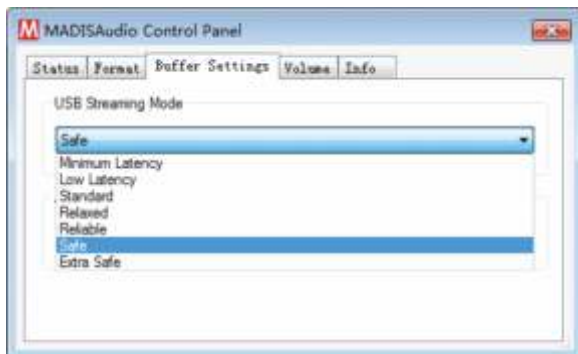 MADISAudio Control Panel
Status Format Buffer Settings Volume Info
USB Streaming Mode
Safe
Minimum Latency
Low Latency
Standard
Relaxed
Reliable
Safe
Extra Safe